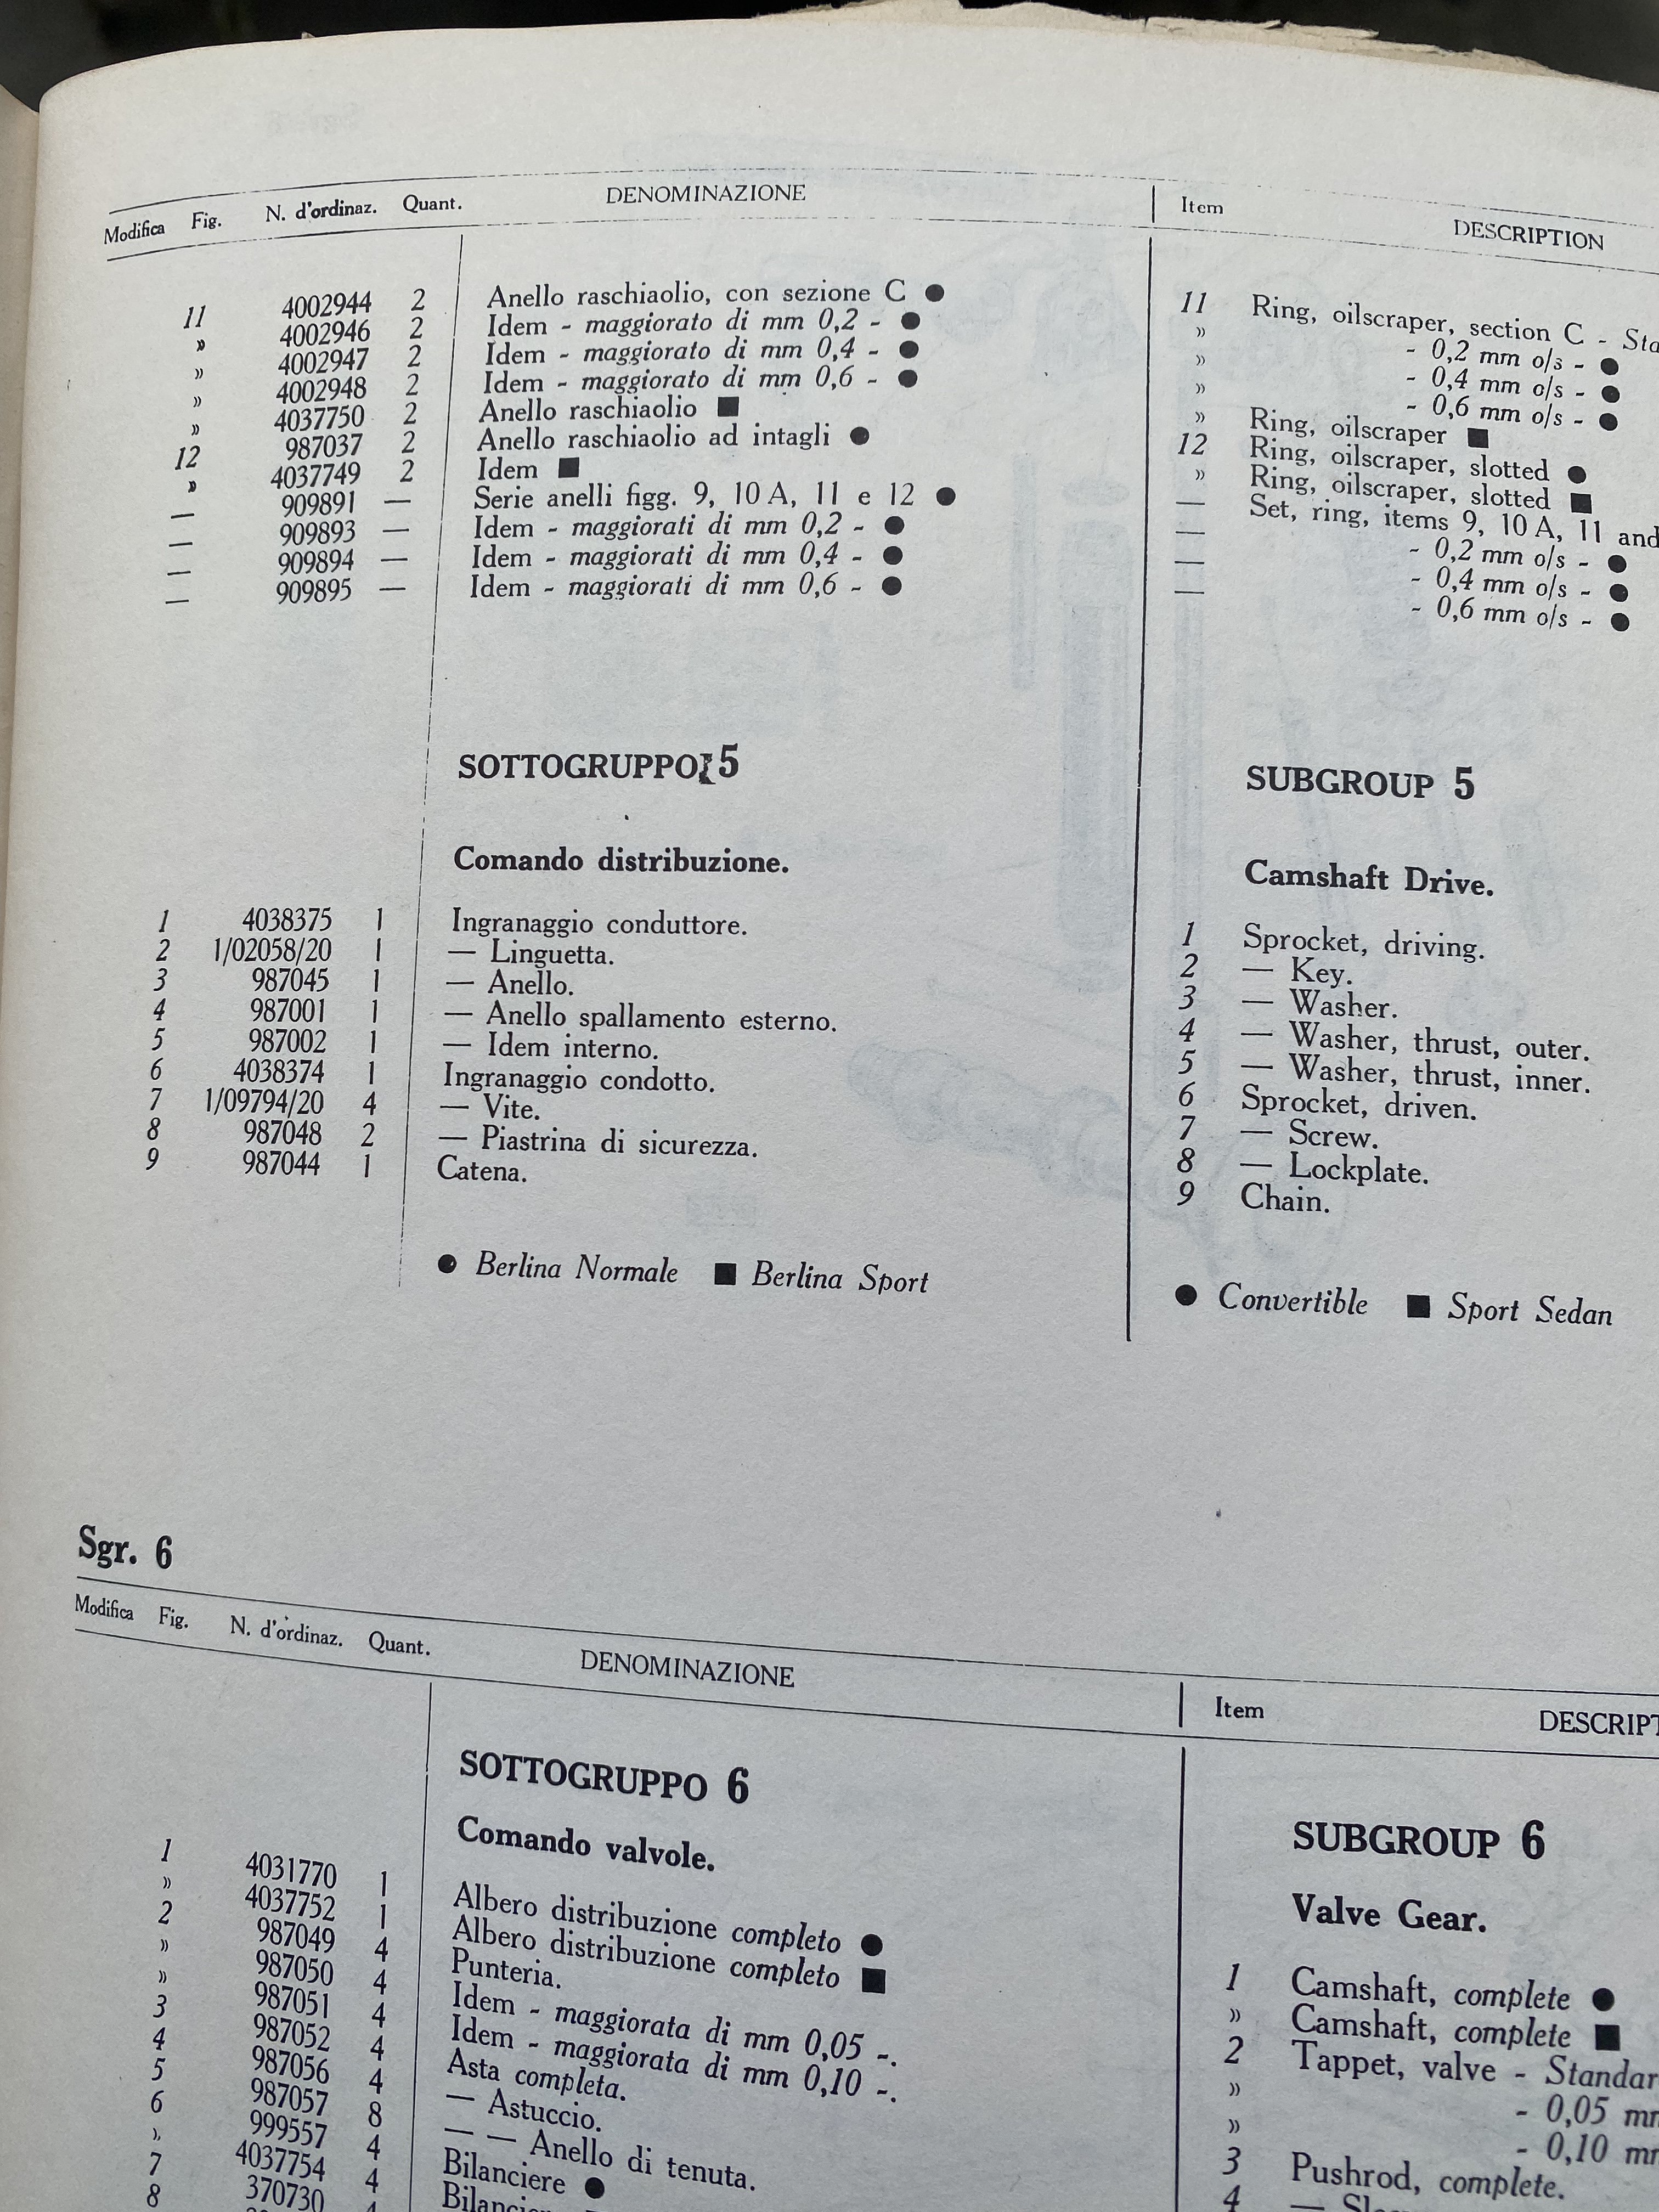 Modifica Fig. N. d'ordinaz. Quant. DENOMINAZIONE Item DESCRIPTION
11 4002944 2 Anello raschiaolio, con sezione C ●
» 4002946 2 Idem - maggiorato di mm 0,2 - ●
» 4002947 2 Idem - maggiorato di mm 0,4 - ●
» 4002948 2 Idem - maggiorato di mm 0,6 - ●
» 4037750 2 Anello raschiaolio ■
12 987037 2 Anello raschiaolio ad intagli ●
» 4037749 2 Idem ■
— 909891 — Serie anelli figg. 9, 10 A, 11 e 12 ●
— 909893 — Idem - maggiorati di mm 0,2 - ●
— 909894 — Idem - maggiorati di mm 0,4 - ●
— 909895 — Idem - maggiorati di mm 0,6 - ●
11 Ring, oilscraper, section C - Sta
» - 0,2 mm o/s - ●
» - 0,4 mm o/s - ●
» - 0,6 mm o/s - ●
» Ring, oilscraper ■
12 Ring, oilscraper, slotted ●
» Ring, oilscraper, slotted ■
— Set, ring, items 9, 10 A, 11 and
— - 0,2 mm o/s - ●
— - 0,4 mm o/s - ●
— - 0,6 mm o/s - ●
SOTTOGRUPPO 5
Comando distribuzione.
1 4038375 1 Ingranaggio conduttore.
2 1/02058/20 1 — Linguetta.
3 987045 1 — Anello.
4 987001 1 — Anello spallamento esterno.
5 987002 1 — Idem interno.
6 4038374 1 Ingranaggio condotto.
7 1/09794/20 4 — Vite.
8 987048 2 — Piastrina di sicurezza.
9 987044 1 Catena.
● Berlina Normale ■ Berlina Sport
SUBGROUP 5
Camshaft Drive.
1 Sprocket, driving.
2 — Key.
3 — Washer.
4 — Washer, thrust, outer.
5 — Washer, thrust, inner.
6 Sprocket, driven.
7 — Screw.
8 — Lockplate.
9 Chain.
● Convertible ■ Sport Sedan
Sgr. 6
Modifica Fig. N. d'ordinaz. Quant. DENOMINAZIONE Item DESCRIPT
SOTTOGRUPPO 6
Comando valvole.
1 4031770 1 Albero distribuzione completo ●
» 4037752 1 Albero distribuzione completo ■
2 987049 4 Punteria.
» 987050 4 Idem - maggiorata di mm 0,05 -.
» 987051 4 Idem - maggiorata di mm 0,10 -.
3 987052 4 Asta completa.
4 987056 4 — Astuccio.
5 987057 8 — — Anello di tenuta.
6 999557 4 Bilanciere ●
» 4037754 4
7 370730
8
SUBGROUP 6
Valve Gear.
1 Camshaft, complete ●
» Camshaft, complete ■
2 Tappet, valve - Standar
» - 0,05 mm
» - 0,10 mm
3 Pushrod, complete.
4